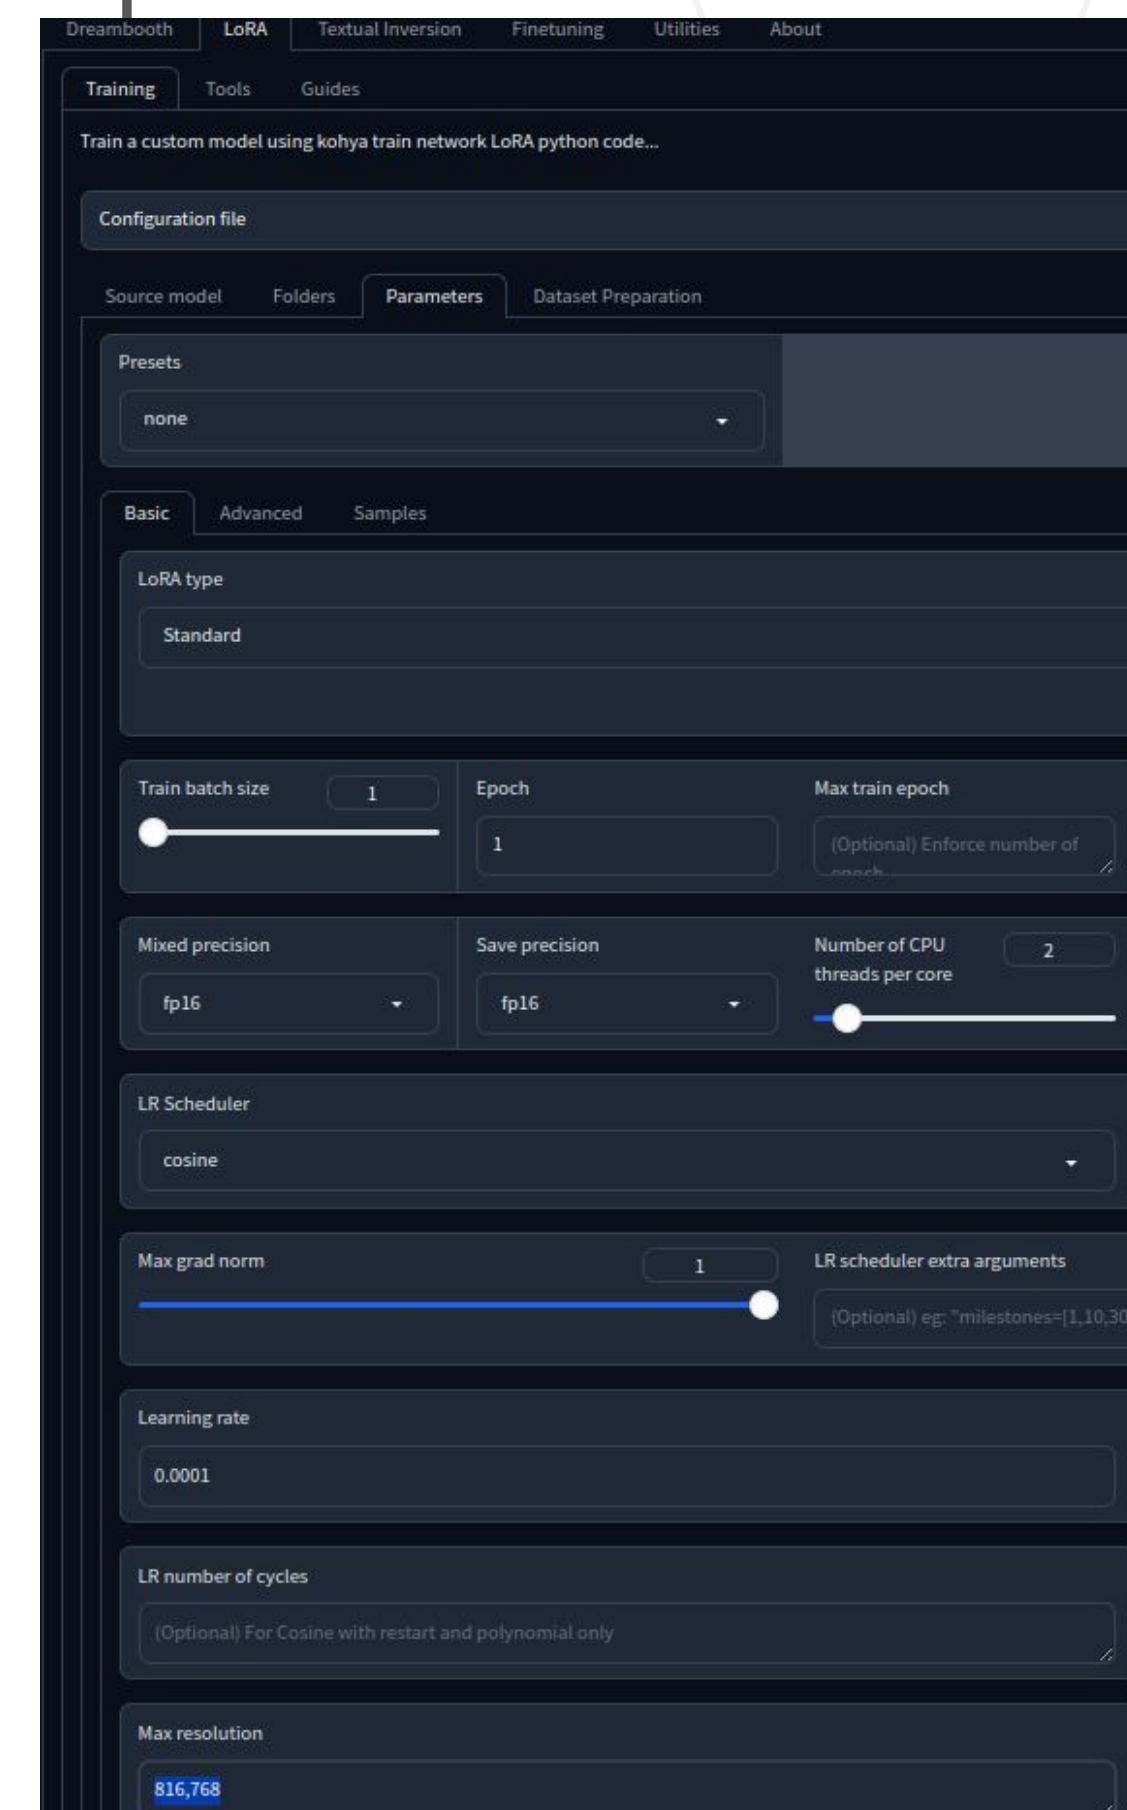 Dreambooth LoRA Textual Inversion Finetuning Utilities About
Training Tools Guides
Train a custom model using kohya train network LoRA python code...
Configuration file
Source model Folders Parameters Dataset Preparation
Presets
none
Basic Advanced Samples
LoRA type
Standard
Train batch size 1 Epoch Max train epoch
1 (Optional) Enforce number of
epoch
Mixed precision Save precision Number of CPU 2
threads per core
fp16 fp16
LR Scheduler
cosine
Max grad norm 1 LR scheduler extra arguments
(Optional) eg: "milestones=[1,10,30
Learning rate
0.0001
LR number of cycles
(Optional) For Cosine with restart and polynomial only
Max resolution
816,768